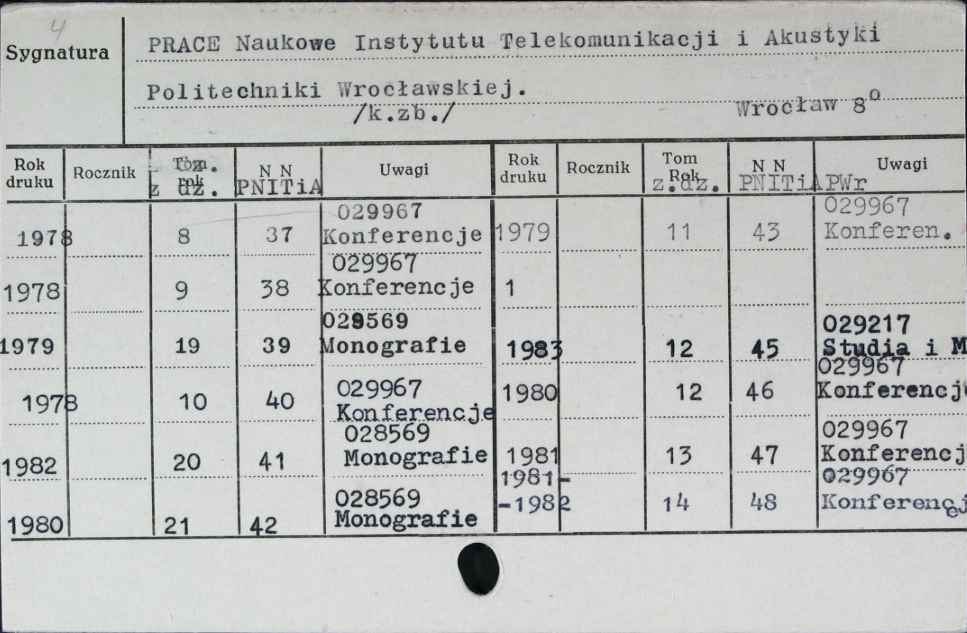 4
Sygnatura
PRACE Naukowe Instytutu Telekomunikacji i Akustyki
Politechniki Wrocławskiej.
/k.zb./ Wrocław 8°
Rok druku Rocznik Tom z dz. N N PNITiA Uwagi Rok druku Rocznik Tom Rok z.dz. N N PNITiA PWr Uwagi
1978 8 37 029967 Konferencje 1979 11 43 029967 Konferen.
1978 9 38 029967 Konferencje 1
1979 19 39 029569 Monografie 1983 12 45 029217 Studia i M
1978 10 40 029967 Konferencje 1980 12 46 029967 Konferencj
1982 20 41 028569 Monografie 1981 13 47 029967 Konferencj
1980 21 42 028569 Monografie 1981--1982 14 48 029967 Konferencj